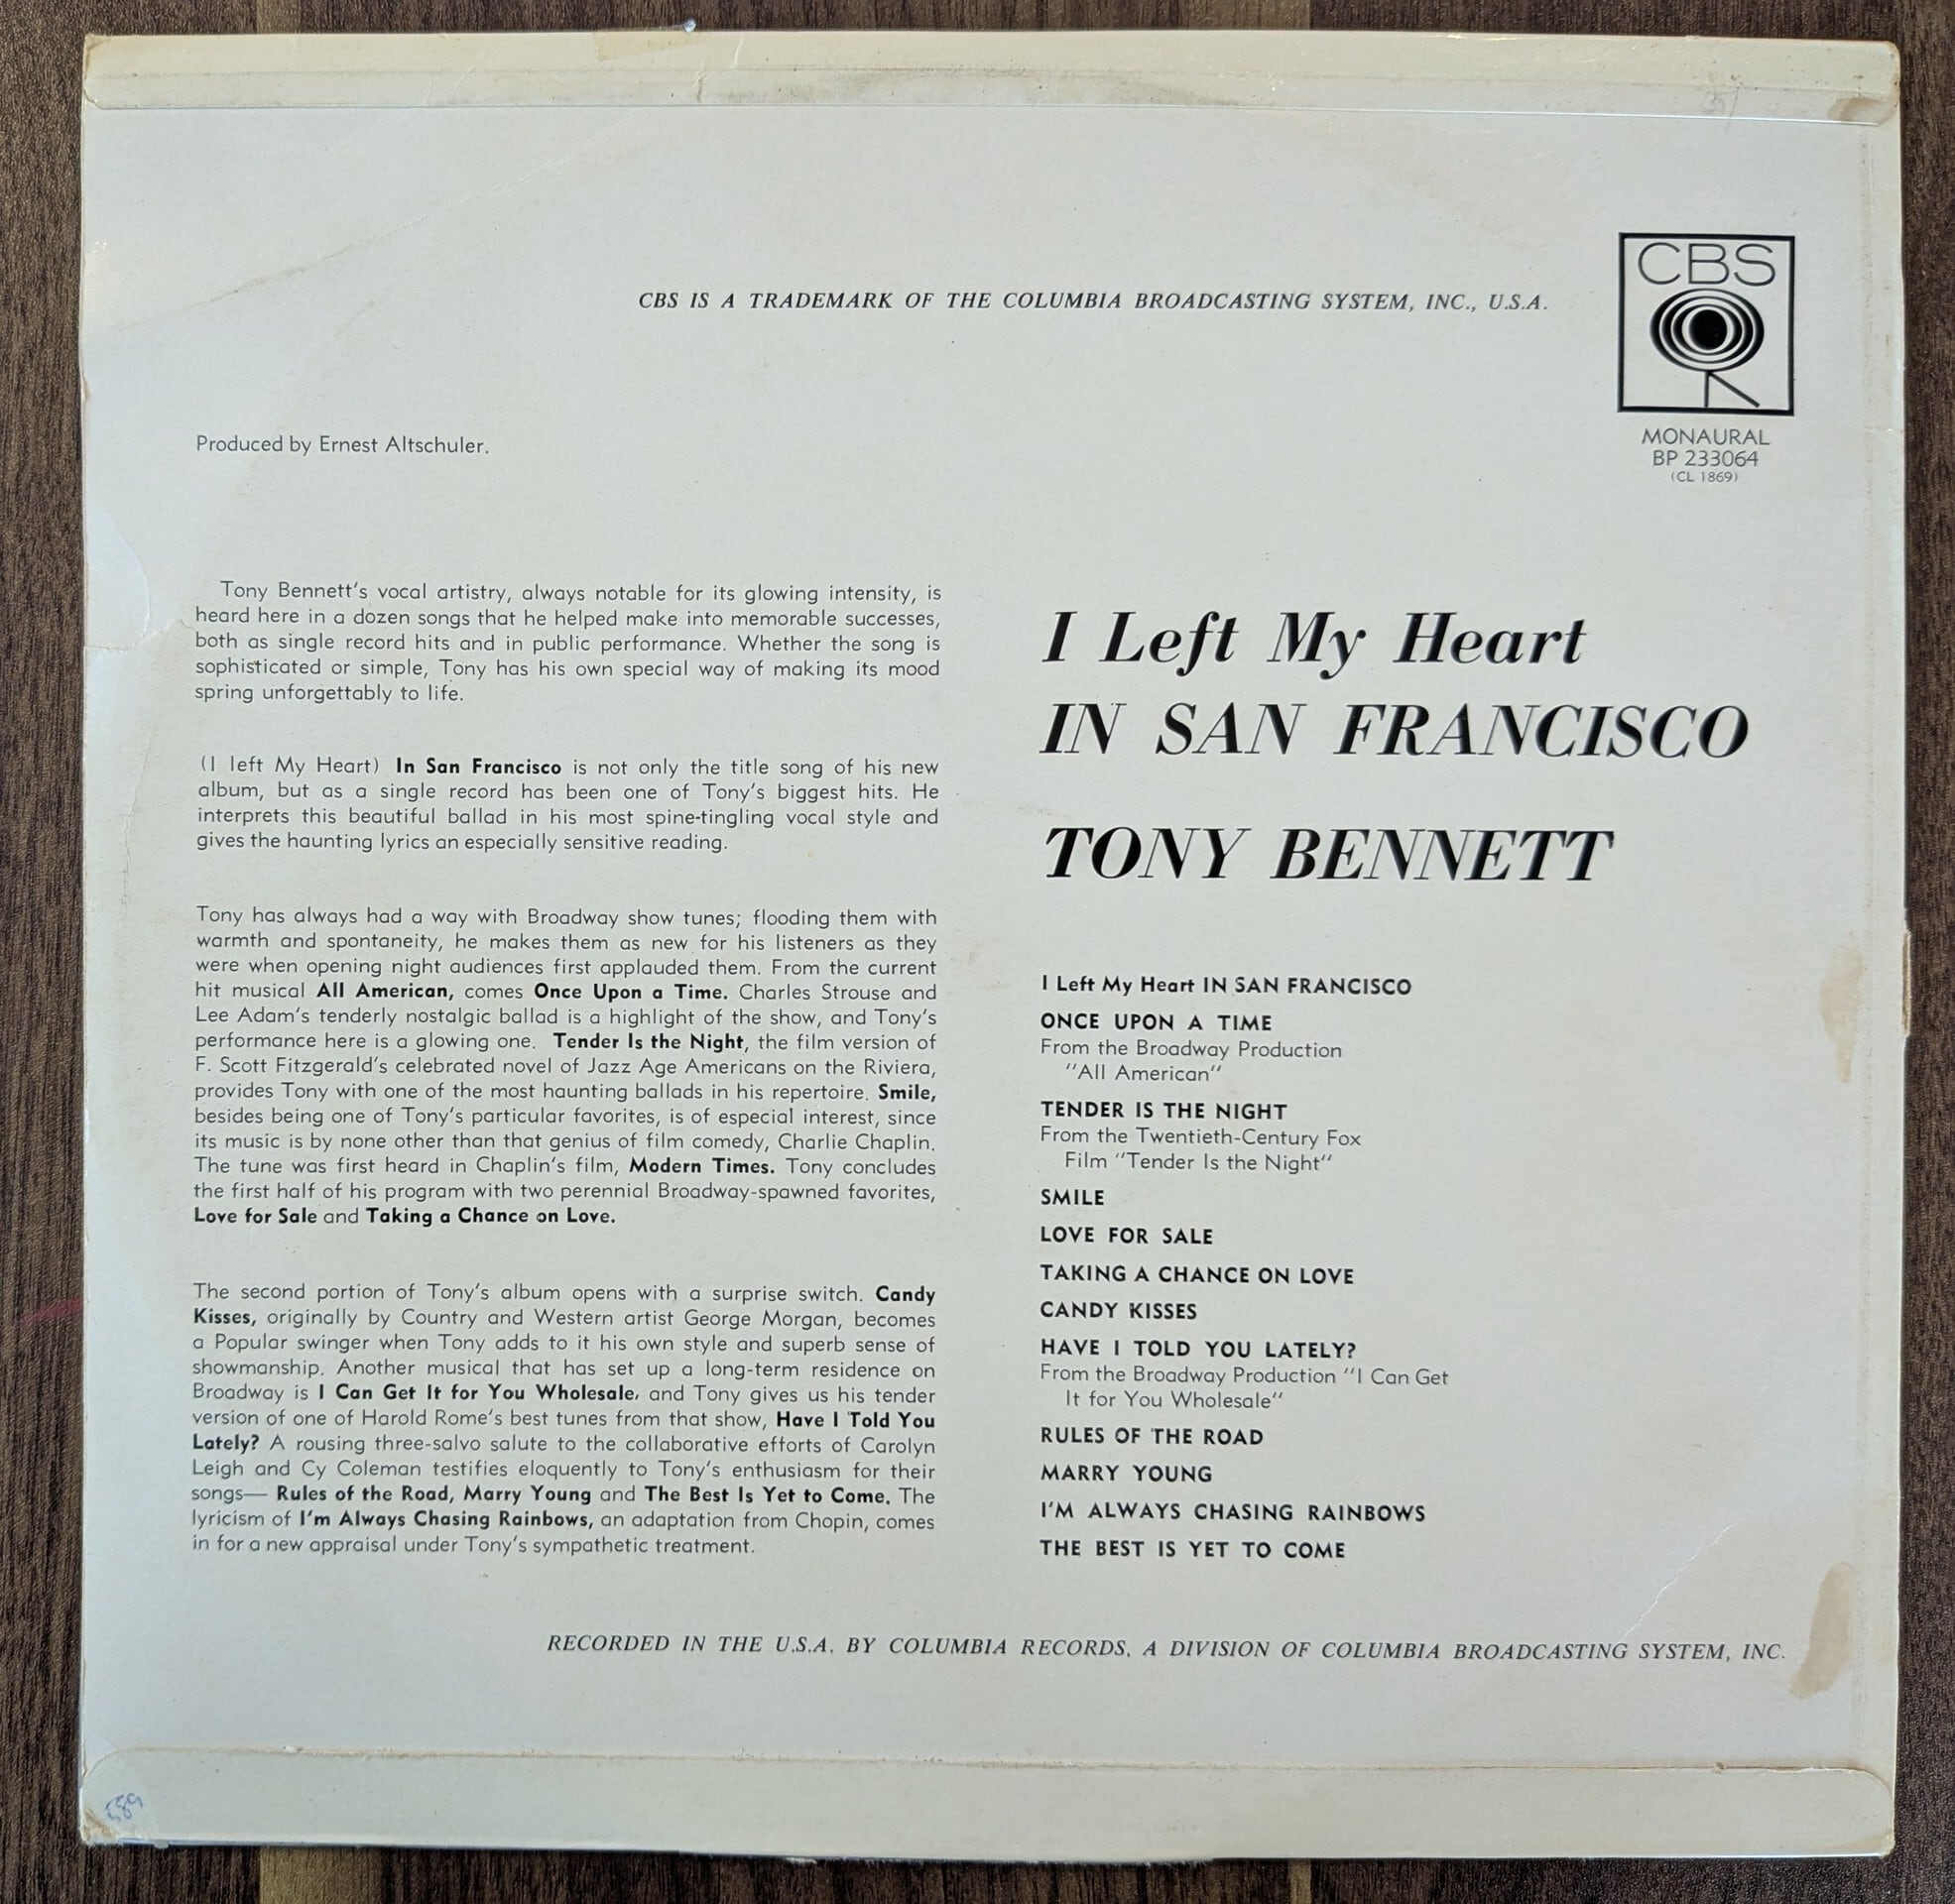 CBS IS A TRADEMARK OF THE COLUMBIA BROADCASTING SYSTEM, INC., U.S.A.
CBS
MONAURAL
BP 233064
(CL 1869)
Produced by Ernest Altschuler.
Tony Bennett's vocal artistry, always notable for its glowing intensity, is
heard here in a dozen songs that he helped make into memorable successes,
both as single record hits and in public performance. Whether the song is
sophisticated or simple, Tony has his own special way of making its mood
spring unforgettably to life.
(I left My Heart) In San Francisco is not only the title song of his new
album, but as a single record has been one of Tony's biggest hits. He
interprets this beautiful ballad in his most spine-tingling vocal style and
gives the haunting lyrics an especially sensitive reading.
Tony has always had a way with Broadway show tunes; flooding them with
warmth and spontaneity, he makes them as new for his listeners as they
were when opening night audiences first applauded them. From the current
hit musical All American, comes Once Upon a Time. Charles Strouse and
Lee Adam's tenderly nostalgic ballad is a highlight of the show, and Tony's
performance here is a glowing one. Tender Is the Night, the film version of
F. Scott Fitzgerald's celebrated novel of Jazz Age Americans on the Riviera,
provides Tony with one of the most haunting ballads in his repertoire. Smile,
besides being one of Tony's particular favorites, is of especial interest, since
its music is by none other than that genius of film comedy, Charlie Chaplin.
The tune was first heard in Chaplin's film, Modern Times. Tony concludes
the first half of his program with two perennial Broadway-spawned favorites,
Love for Sale and Taking a Chance on Love.
The second portion of Tony's album opens with a surprise switch. Candy
Kisses, originally by Country and Western artist George Morgan, becomes
a Popular swinger when Tony adds to it his own style and superb sense of
showmanship. Another musical that has set up a long-term residence on
Broadway is I Can Get It for You Wholesale, and Tony gives us his tender
version of one of Harold Rome's best tunes from that show, Have I Told You
Lately? A rousing three-salvo salute to the collaborative efforts of Carolyn
Leigh and Cy Coleman testifies eloquently to Tony's enthusiasm for their
songs— Rules of the Road, Marry Young and The Best Is Yet to Come. The
lyricism of I'm Always Chasing Rainbows, an adaptation from Chopin, comes
in for a new appraisal under Tony's sympathetic treatment.
I Left My Heart
IN SAN FRANCISCO
TONY BENNETT
I Left My Heart IN SAN FRANCISCO
ONCE UPON A TIME
From the Broadway Production
"All American"
TENDER IS THE NIGHT
From the Twentieth-Century Fox
Film "Tender Is the Night"
SMILE
LOVE FOR SALE
TAKING A CHANCE ON LOVE
CANDY KISSES
HAVE I TOLD YOU LATELY?
From the Broadway Production "I Can Get
It for You Wholesale"
RULES OF THE ROAD
MARRY YOUNG
I'M ALWAYS CHASING RAINBOWS
THE BEST IS YET TO COME
RECORDED IN THE U.S.A. BY COLUMBIA RECORDS, A DIVISION OF COLUMBIA BROADCASTING SYSTEM, INC.